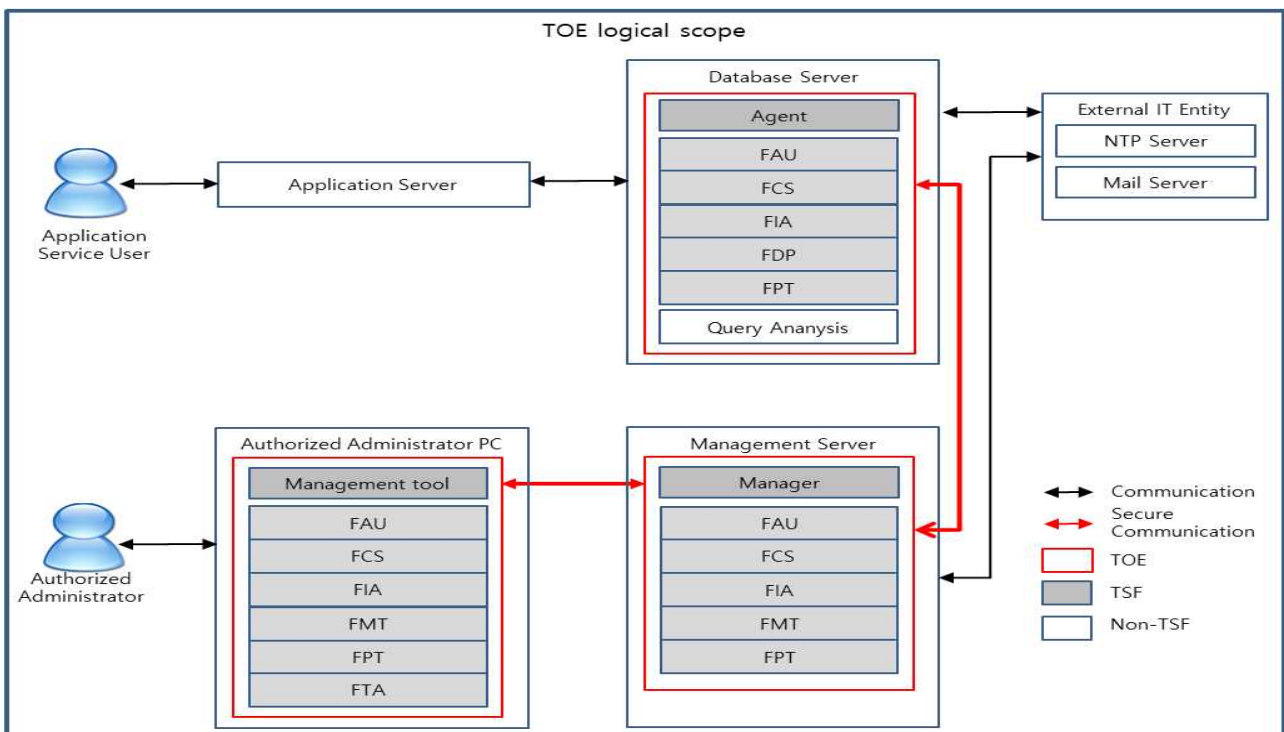 TOE logical scope
Database Server
Agent
FAU
FCS
FIA
FDP
FPT
Query Ananysis
External IT Entity
NTP Server
Mail Server
Application Server
Application
Service User
Authorized Administrator PC
Management tool
FAU
FCS
FIA
FMT
FPT
FTA
Management Server
Manager
FAU
FCS
FIA
FMT
FPT
Authorized
Administrator
Communication
Secure
Communication
TOE
TSF
Non-TSF